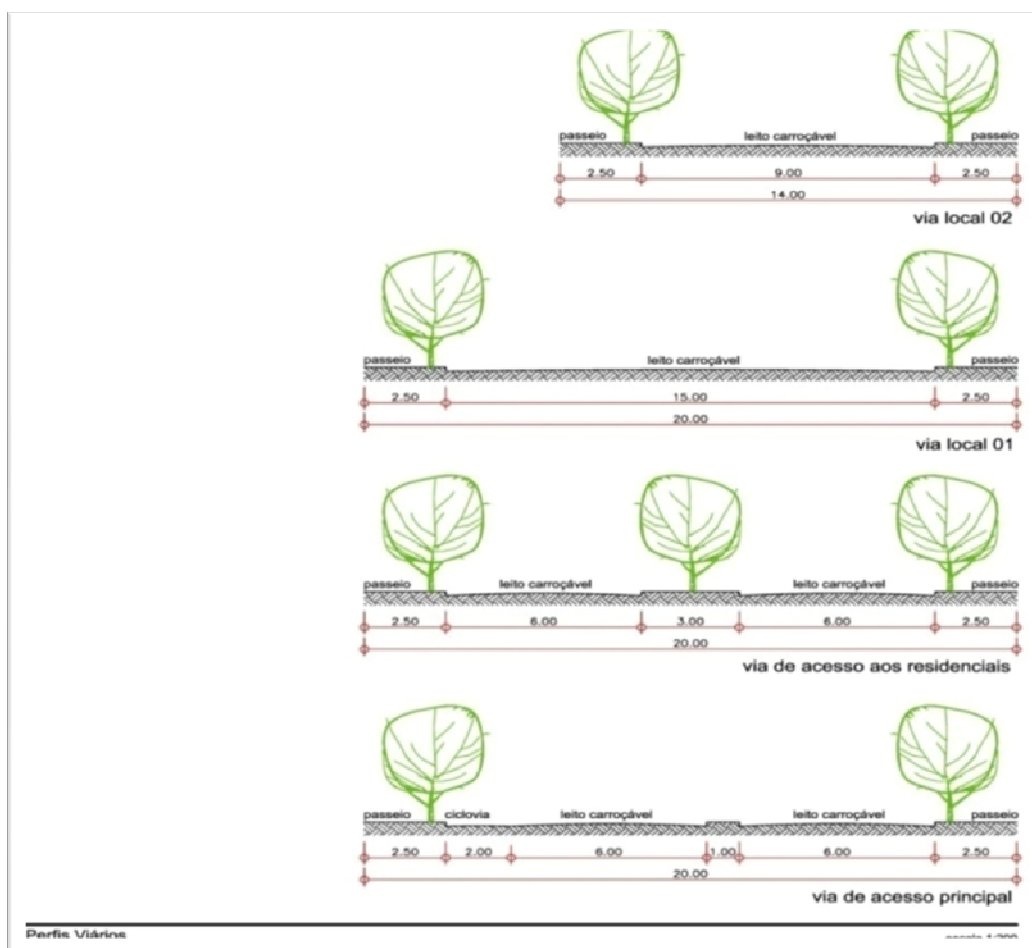 passeio leito carroçável passeio
2.50 9.00 2.50
14.00
via local 02
passeio leito carroçável passeio
2.50 15.00 2.50
20.00
via local 01
passeio leito carroçável leito carroçável passeio
2.50 6.00 3.00 6.00 2.50
20.00
via de acesso aos residenciais
passeio ciclovia leito carroçável leito carroçável passeio
2.50 2.00 6.00 1.00 6.00 2.50
20.00
via de acesso principal
Perfis Viários escala 1:200